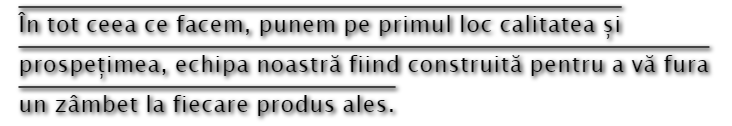 În tot ceea ce facem, punem pe primul loc calitatea și
prospețimea, echipa noastră fiind construită pentru a vă fura
un zâmbet la fiecare produs ales.